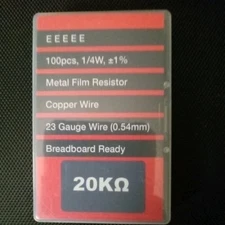 EEEEE
100pcs, 1/4W, ±1%
Metal Film Resistor
Copper Wire
23 Gauge Wire (0.54mm)
Breadboard Ready
20KΩ